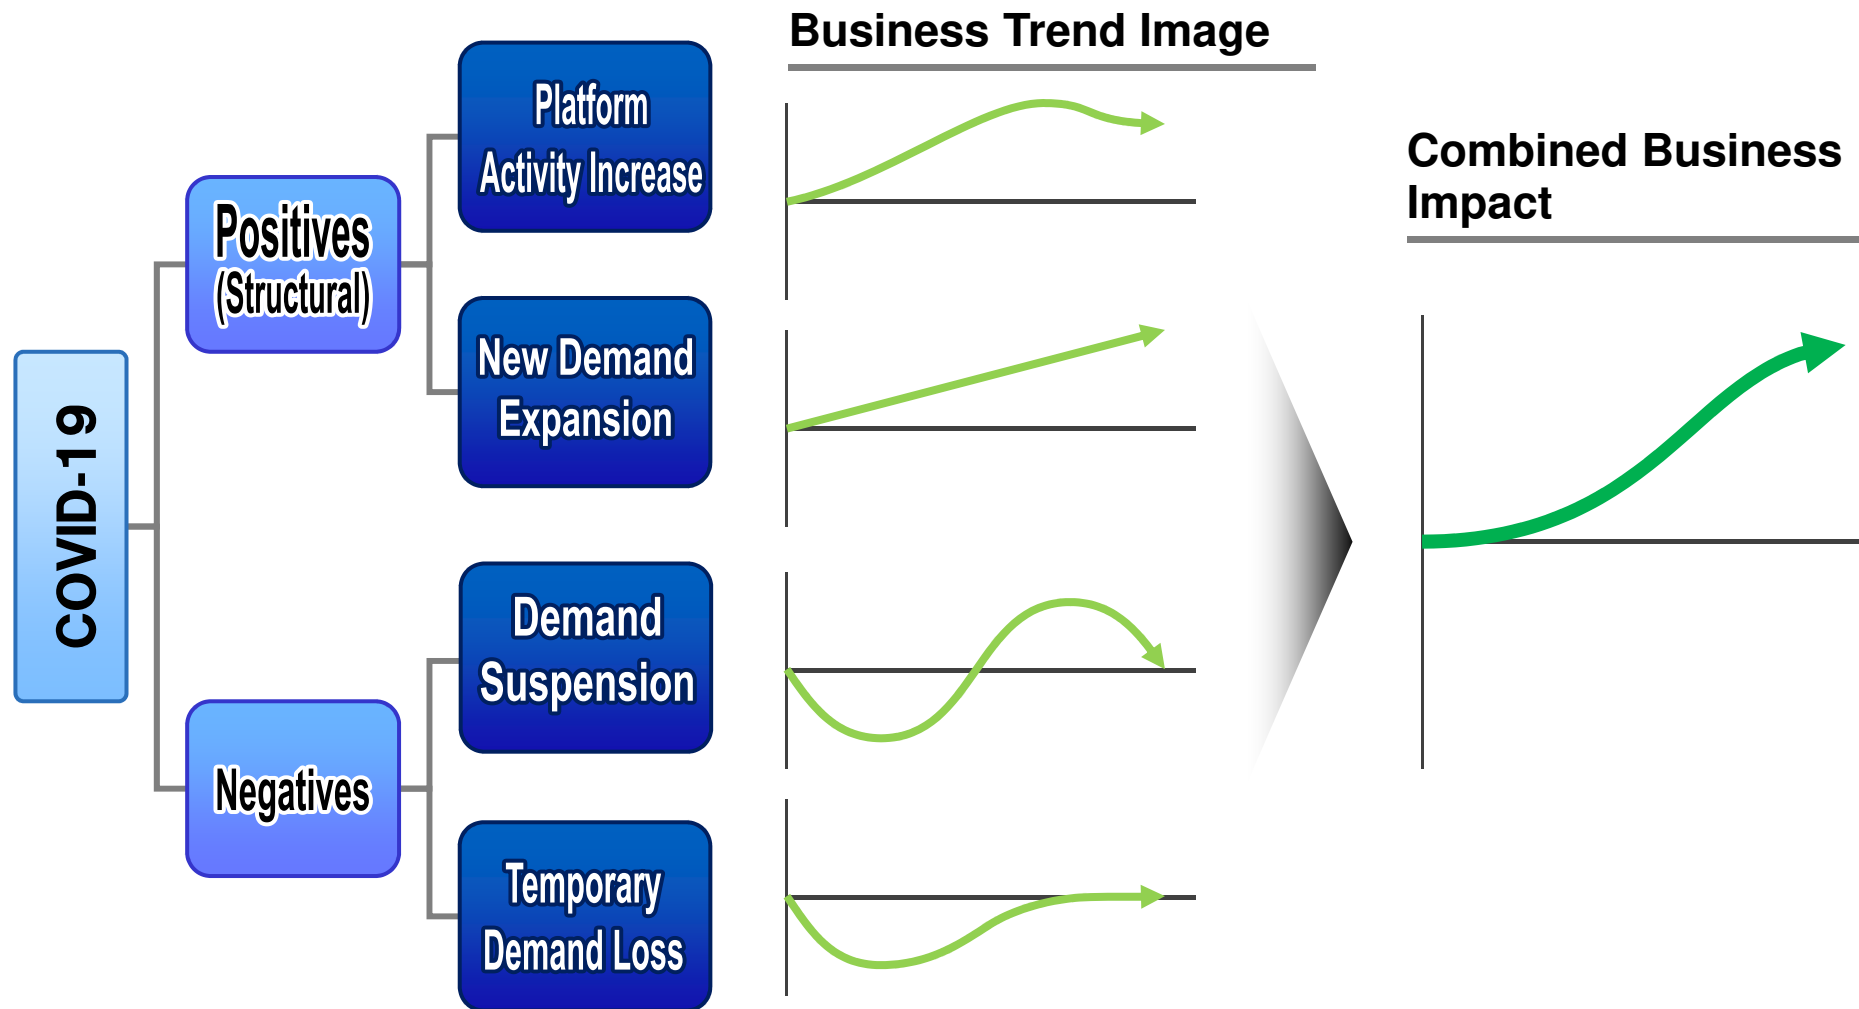 Business Trend Image
Combined Business
Impact
COVID-19
Positives
(Structural)
Negatives
Platform
Activity Increase
New Demand
Expansion
Demand
Suspension
Temporary
Demand Loss